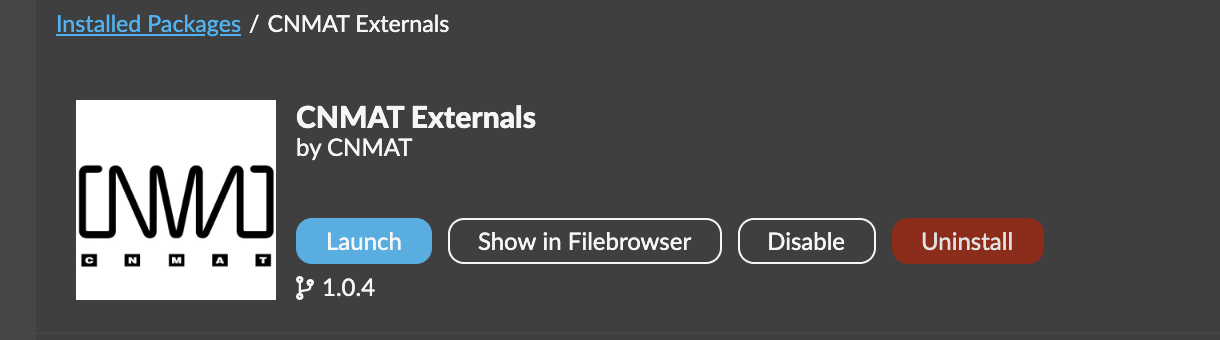 Installed Packages / CNMAT Externals
CNMAT Externals
by CNMAT
CNMAT
C N M A T
Launch
Show in Filebrowser
Disable
Uninstall
1.0.4